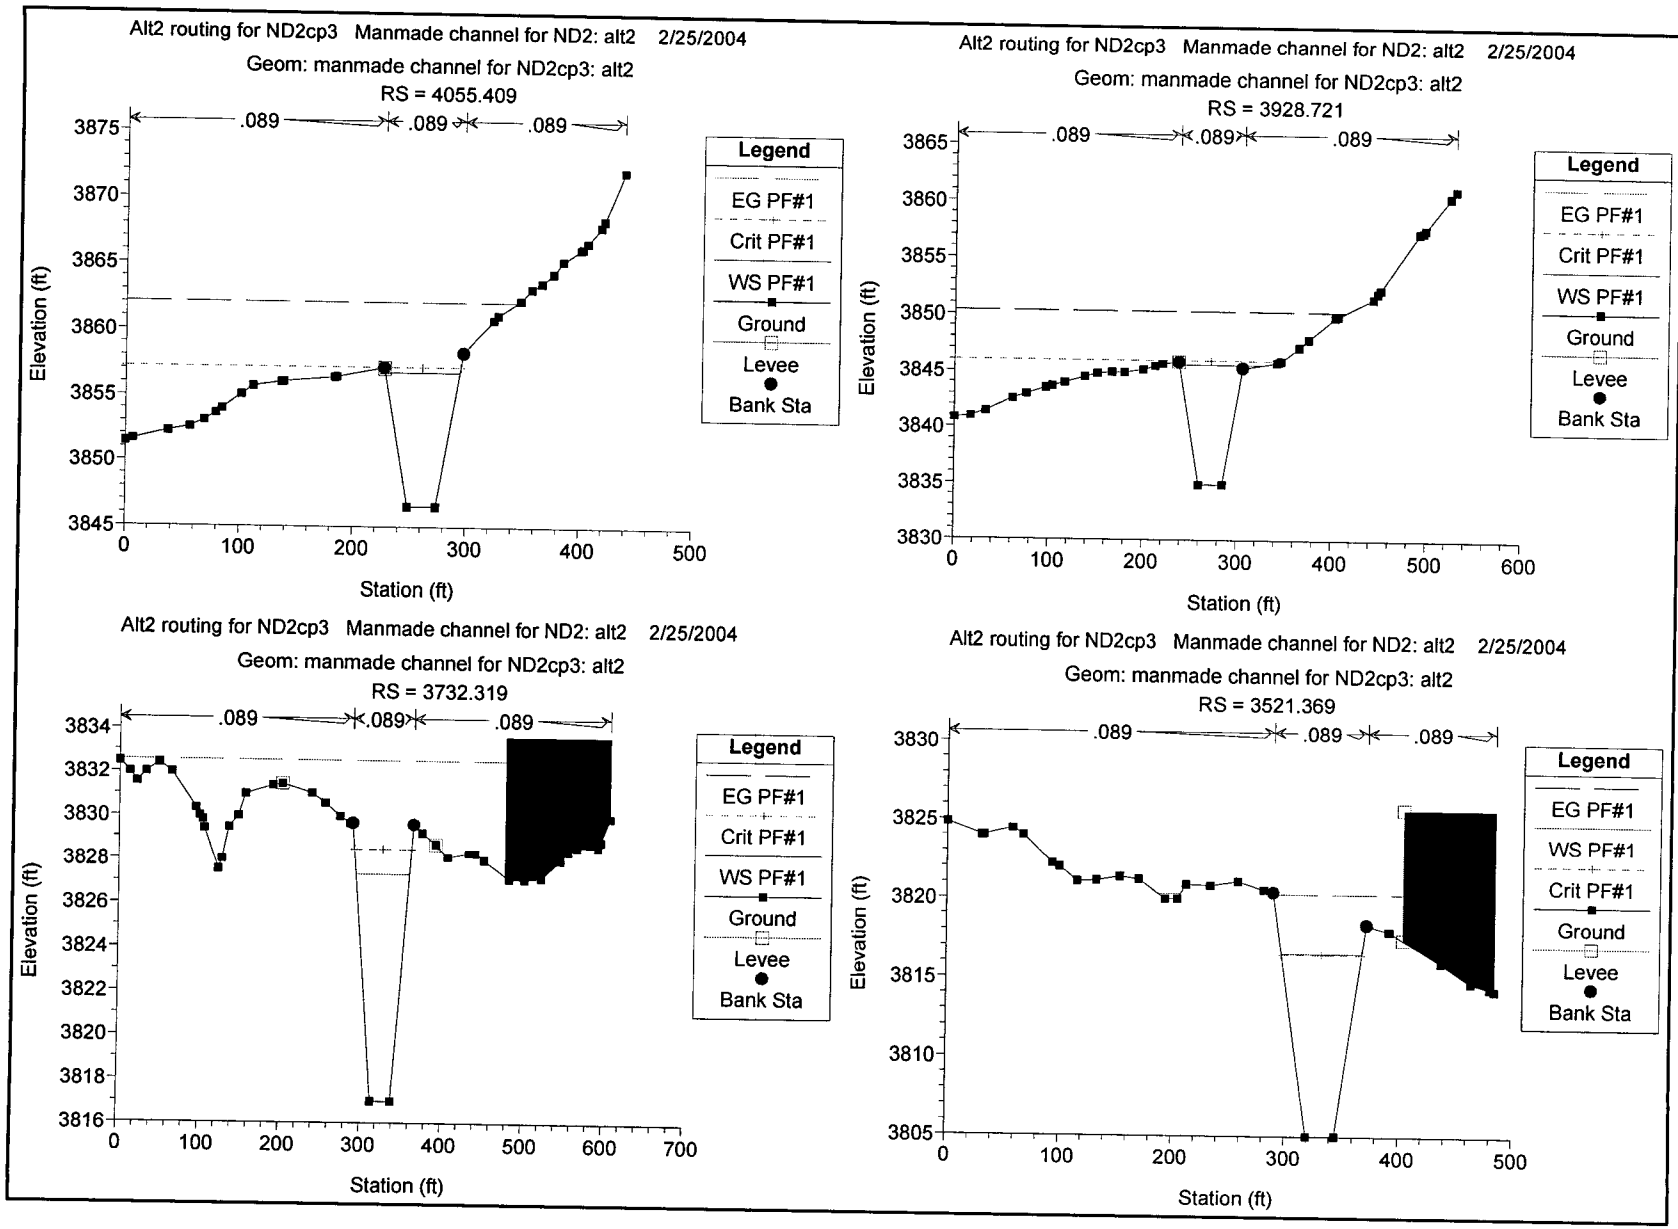 Alt2 routing for ND2cp3 Manmade channel for ND2: alt2 2/25/2004
Geom: manmade channel for ND2cp3: alt2
RS = 4055.409
.089 .089 .089
3875
3870
3865
3860
3855
3850
3845
Elevation (ft)
0 100 200 300 400 500
Station (ft)
Legend
EG PF#1
Crit PF#1
WS PF#1
Ground
Levee
Bank Sta
Alt2 routing for ND2cp3 Manmade channel for ND2: alt2 2/25/2004
Geom: manmade channel for ND2cp3: alt2
RS = 3928.721
.089 .089 .089
3865
3860
3855
3850
3845
3840
3835
3830
Elevation (ft)
0 100 200 300 400 500 600
Station (ft)
Legend
EG PF#1
Crit PF#1
WS PF#1
Ground
Levee
Bank Sta
Alt2 routing for ND2cp3 Manmade channel for ND2: alt2 2/25/2004
Geom: manmade channel for ND2cp3: alt2
RS = 3732.319
.089 .089 .089
3834
3832
3830
3828
3826
3824
3822
3820
3818
3816
Elevation (ft)
0 100 200 300 400 500 600 700
Station (ft)
Legend
EG PF#1
Crit PF#1
WS PF#1
Ground
Levee
Bank Sta
Alt2 routing for ND2cp3 Manmade channel for ND2: alt2 2/25/2004
Geom: manmade channel for ND2cp3: alt2
RS = 3521.369
.089 .089 .089
3830
3825
3820
3815
3810
3805
Elevation (ft)
0 100 200 300 400 500
Station (ft)
Legend
EG PF#1
WS PF#1
Crit PF#1
Ground
Levee
Bank Sta